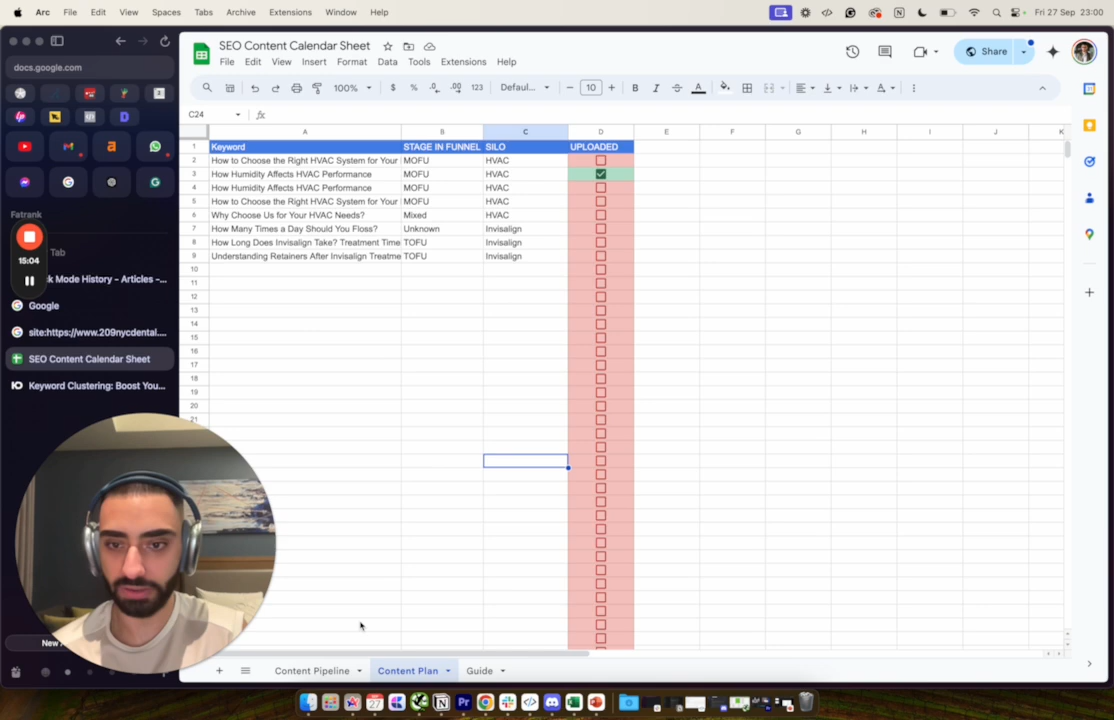 Arc File Edit View Spaces Tabs Archive Extensions Window Help Fri 27 Sep 23:00
docs.google.com
Fatrank
15:04
Tab
k Mode History – Articles –...
Google
site:https://www.209nycdental....
SEO Content Calendar Sheet
Keyword Clustering: Boost You...
New
SEO Content Calendar Sheet
File Edit View Insert Format Data Tools Extensions Help
Share
100% $ % .0 .00 123 Defaul... − 10 + B I A
C24 fx
A B C D E F G H I J K
1 Keyword STAGE IN FUNNEL SILO UPLOADED
2 How to Choose the Right HVAC System for Your MOFU HVAC
3 How Humidity Affects HVAC Performance MOFU HVAC
4 How Humidity Affects HVAC Performance MOFU HVAC
5 How to Choose the Right HVAC System for Your MOFU HVAC
6 Why Choose Us for Your HVAC Needs? Mixed HVAC
7 How Many Times a Day Should You Floss? Unknown Invisalign
8 How Long Does Invisalign Take? Treatment Time TOFU Invisalign
9 Understanding Retainers After Invisalign Treatme TOFU Invisalign
10
11
12
13
14
15
16
17
18
19
20
21
Content Pipeline Content Plan Guide